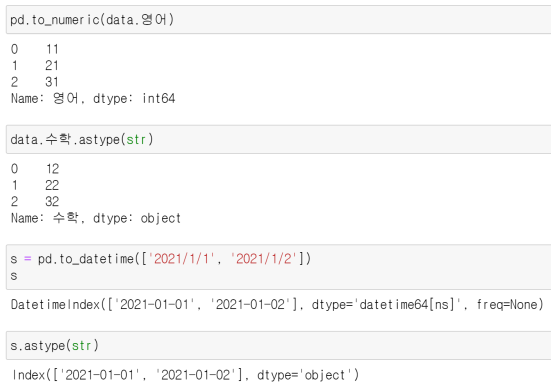 pd.to_numeric(data.영어)
0    11
1    21
2    31
Name: 영어, dtype: int64
data.수학.astype(str)
0    12
1    22
2    32
Name: 수학, dtype: object
s = pd.to_datetime(['2021/1/1', '2021/1/2'])
s
DatetimeIndex(['2021-01-01', '2021-01-02'], dtype='datetime64[ns]', freq=None)
s.astype(str)
Index(['2021-01-01', '2021-01-02'], dtype='object')